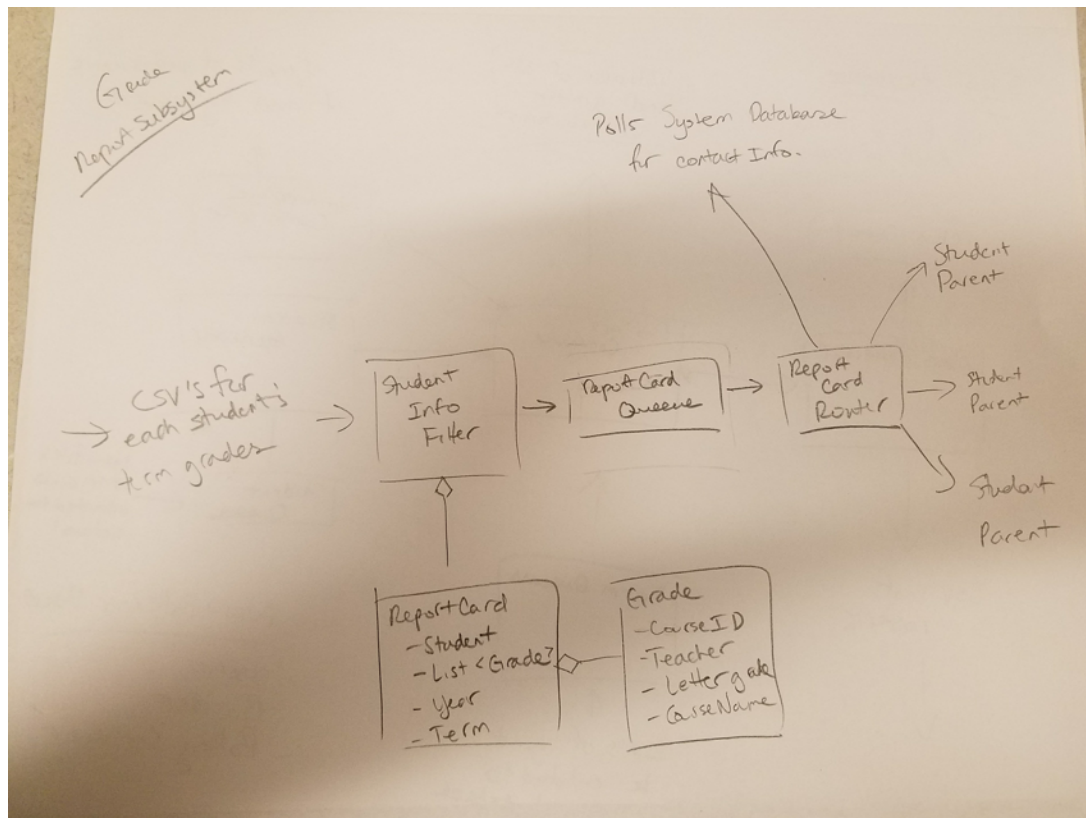 Grade
Report Subsystem
Polls System Database
for contact Info.
CSV's for
each student's
term grades
Student
Info
Filter
Report Card
Queue
Report
Card
Router
Student
Parent
Student
Parent
Student
Parent
ReportCard
- Student
- List <Grade>
- Year
- Term
Grade
- CourseID
- Teacher
- Letter grade
- CourseName